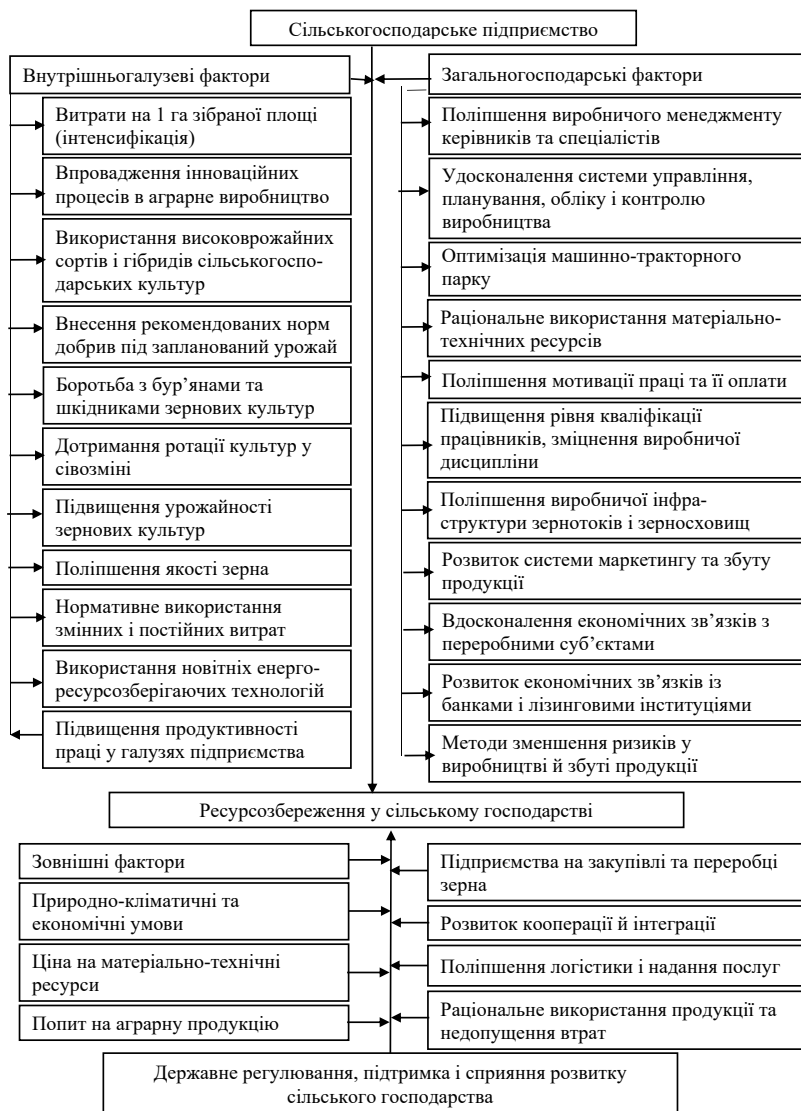 Сільськогосподарське підприємство
Внутрішньогалузеві фактори
Витрати на 1 га зібраної площі
(інтенсифікація)
Впровадження інноваційних
процесів в аграрне виробництво
Використання високоврожайних
сортів і гібридів сільськогоспо-
дарських культур
Внесення рекомендованих норм
добрив під запланований урожай
Боротьба з бур’янами та
шкідниками зернових культур
Дотримання ротації культур у
сівозміні
Підвищення урожайності
зернових культур
Поліпшення якості зерна
Нормативне використання
змінних і постійних витрат
Використання новітніх енерго-
ресурсозберігаючих технологій
Підвищення продуктивності
праці у галузях підприємства
Загальногосподарські фактори
Поліпшення виробничого менеджменту
керівників та спеціалістів
Удосконалення системи управління,
планування, обліку і контролю
виробництва
Оптимізація машинно-тракторного
парку
Раціональне використання матеріально-
технічних ресурсів
Поліпшення мотивації праці та її оплати
Підвищення рівня кваліфікації
працівників, зміцнення виробничої
дисципліни
Поліпшення виробничої інфра-
структури зернотоків і зерносховищ
Розвиток системи маркетингу та збуту
продукції
Вдосконалення економічних зв’язків з
переробними суб’єктами
Розвиток економічних зв’язків із
банками і лізинговими інституціями
Методи зменшення ризиків у
виробництві й збуті продукції
Ресурсозбереження у сільському господарстві
Зовнішні фактори
Природно-кліматичні та
економічні умови
Ціна на матеріально-технічні
ресурси
Попит на аграрну продукцію
Підприємства на закупівлі та переробці
зерна
Розвиток кооперації й інтеграції
Поліпшення логістики і надання послуг
Раціональне використання продукції та
недопущення втрат
Державне регулювання, підтримка і сприяння розвитку
сільського господарства